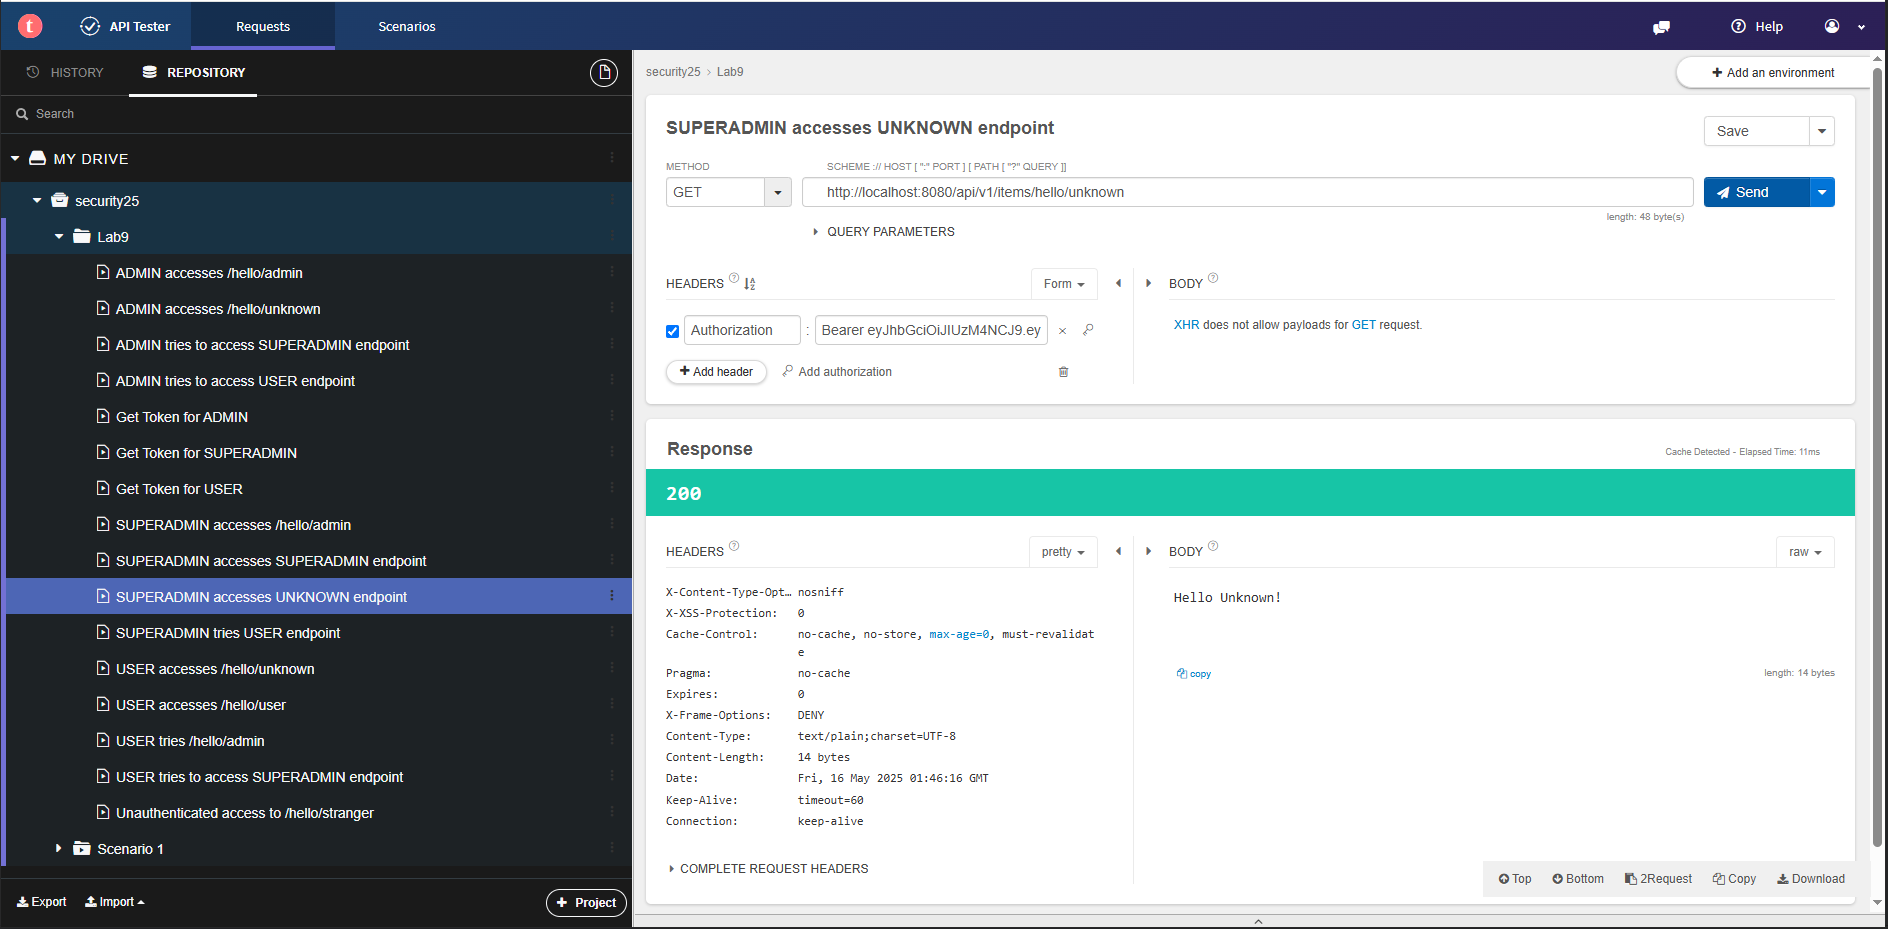 t API Tester Requests Scenarios Help
HISTORY REPOSITORY
Search
MY DRIVE
security25
Lab9
ADMIN accesses /hello/admin
ADMIN accesses /hello/unknown
ADMIN tries to access SUPERADMIN endpoint
ADMIN tries to access USER endpoint
Get Token for ADMIN
Get Token for SUPERADMIN
Get Token for USER
SUPERADMIN accesses /hello/admin
SUPERADMIN accesses SUPERADMIN endpoint
SUPERADMIN accesses UNKNOWN endpoint
SUPERADMIN tries USER endpoint
USER accesses /hello/unknown
USER accesses /hello/user
USER tries /hello/admin
USER tries to access SUPERADMIN endpoint
Unauthenticated access to /hello/stranger
Scenario 1
Export Import + Project
security25 › Lab9
+ Add an environment
SUPERADMIN accesses UNKNOWN endpoint
Save
METHOD SCHEME :// HOST [ ":" PORT ] [ PATH [ "?" QUERY ]]
GET http://localhost:8080/api/v1/items/hello/unknown Send
length: 48 byte(s)
QUERY PARAMETERS
HEADERS ? Form BODY ?
Authorization : Bearer eyJhbGciOiJIUzM4NCJ9.ey ×
XHR does not allow payloads for GET request.
+ Add header Add authorization
Response
Cache Detected - Elapsed Time: 11ms
200
HEADERS ? pretty BODY ? raw
X-Content-Type-Opt… nosniff
X-XSS-Protection: 0
Cache-Control: no-cache, no-store, max-age=0, must-revalidat
e
Pragma: no-cache
Expires: 0
X-Frame-Options: DENY
Content-Type: text/plain;charset=UTF-8
Content-Length: 14 bytes
Date: Fri, 16 May 2025 01:46:16 GMT
Keep-Alive: timeout=60
Connection: keep-alive
COMPLETE REQUEST HEADERS
Hello Unknown!
copy length: 14 bytes
Top Bottom 2Request Copy Download